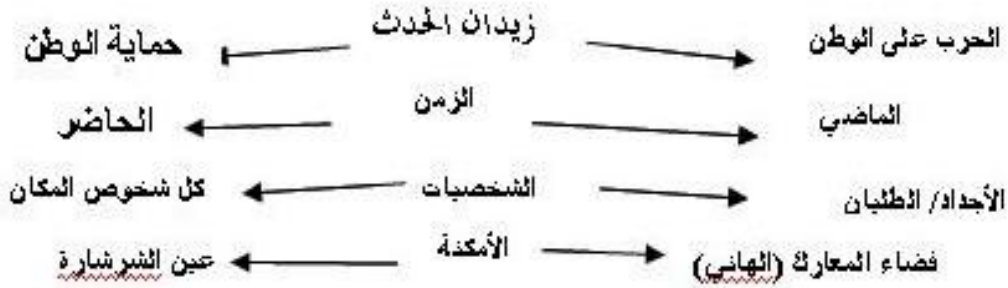 الحرب على الوطن زيدان الحدث حماية الوطن
الماضي الزمن الحاضر
الأجداد/ الطليان الشخصيات كل شخوص المكان
فضاء المعارك (الهاني) الأمكنة عين الشرشارة